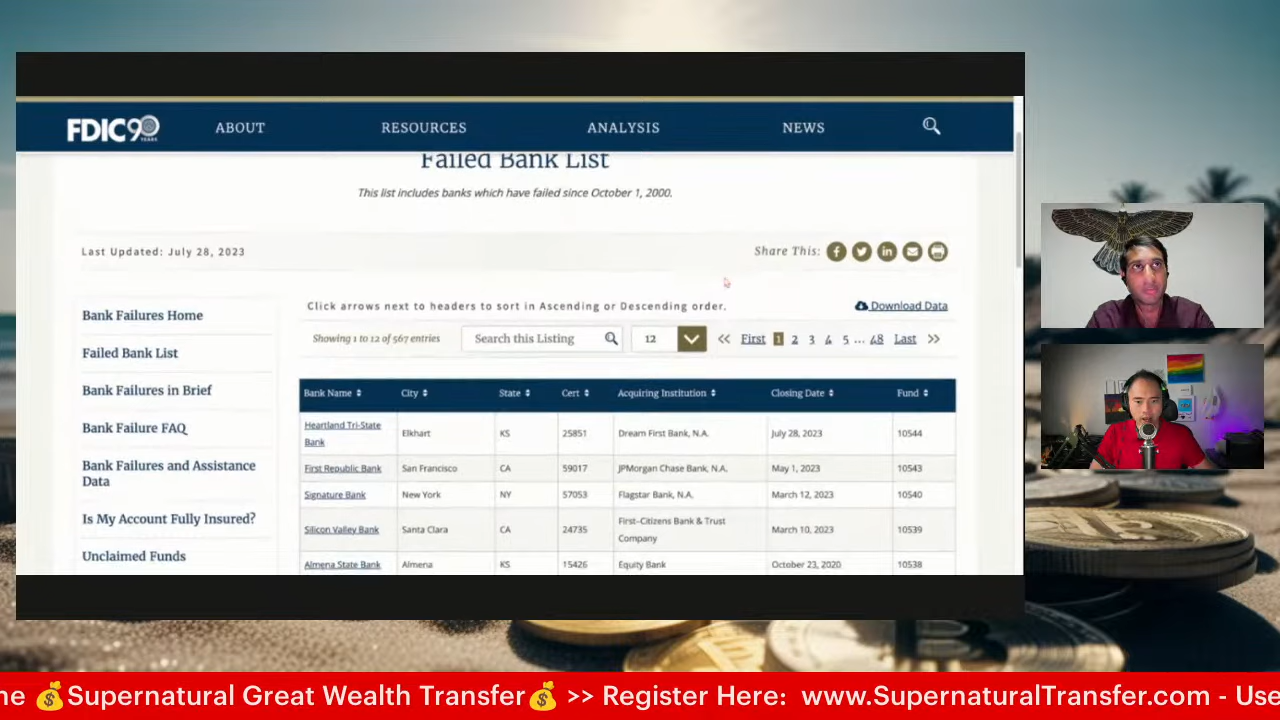 FDIC90 YEARS
ABOUT RESOURCES ANALYSIS NEWS
Failed Bank List
This list includes banks which have failed since October 1, 2000.
Last Updated: July 28, 2023
Share This:
Bank Failures Home
Failed Bank List
Bank Failures in Brief
Bank Failure FAQ
Bank Failures and Assistance
Data
Is My Account Fully Insured?
Unclaimed Funds
Click arrows next to headers to sort in Ascending or Descending order.
Download Data
Showing 1 to 12 of 567 entries Search this Listing 12 << First 1 2 3 4 5 ... 48 Last >>
Bank Name City State Cert Acquiring Institution Closing Date Fund
Heartland Tri-State
Bank Elkhart KS 25851 Dream First Bank, N.A. July 28, 2023 10544
First Republic Bank San Francisco CA 59017 JPMorgan Chase Bank, N.A. May 1, 2023 10543
Signature Bank New York NY 57053 Flagstar Bank, N.A. March 12, 2023 10540
Silicon Valley Bank Santa Clara CA 24735 First-Citizens Bank & Trust
Company March 10, 2023 10539
Almena State Bank Almena KS 15426 Equity Bank October 23, 2020 10538
ne 💰Supernatural Great Wealth Transfer💰 >> Register Here: www.SupernaturalTransfer.com - Use